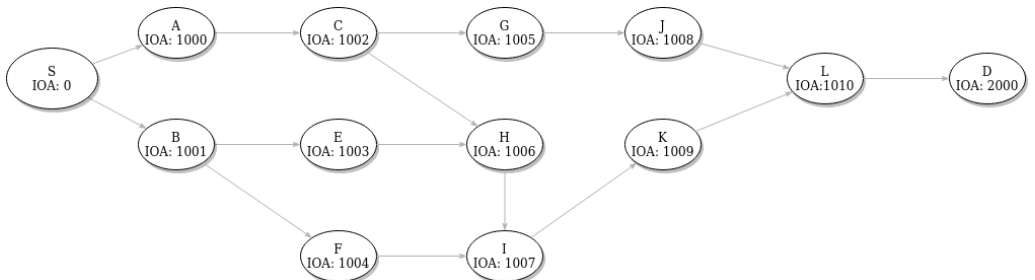 A
IOA: 1000
C
IOA: 1002
G
IOA: 1005
J
IOA: 1008
S
IOA: 0
L
IOA:1010
D
IOA: 2000
B
IOA: 1001
E
IOA: 1003
H
IOA: 1006
K
IOA: 1009
F
IOA: 1004
I
IOA: 1007